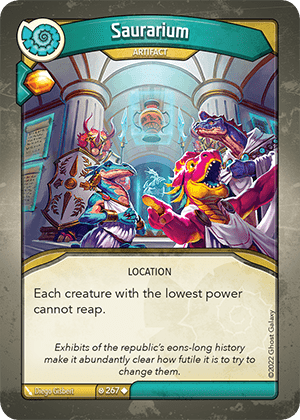 Saurarium
ARTIFACT
LOCATION
Each creature with the lowest power
cannot reap.
Exhibits of the republic's eons-long history
make it abundantly clear how futile it is to try to
change them.
Diego Gisbert
267
©2022 Ghost Galaxy